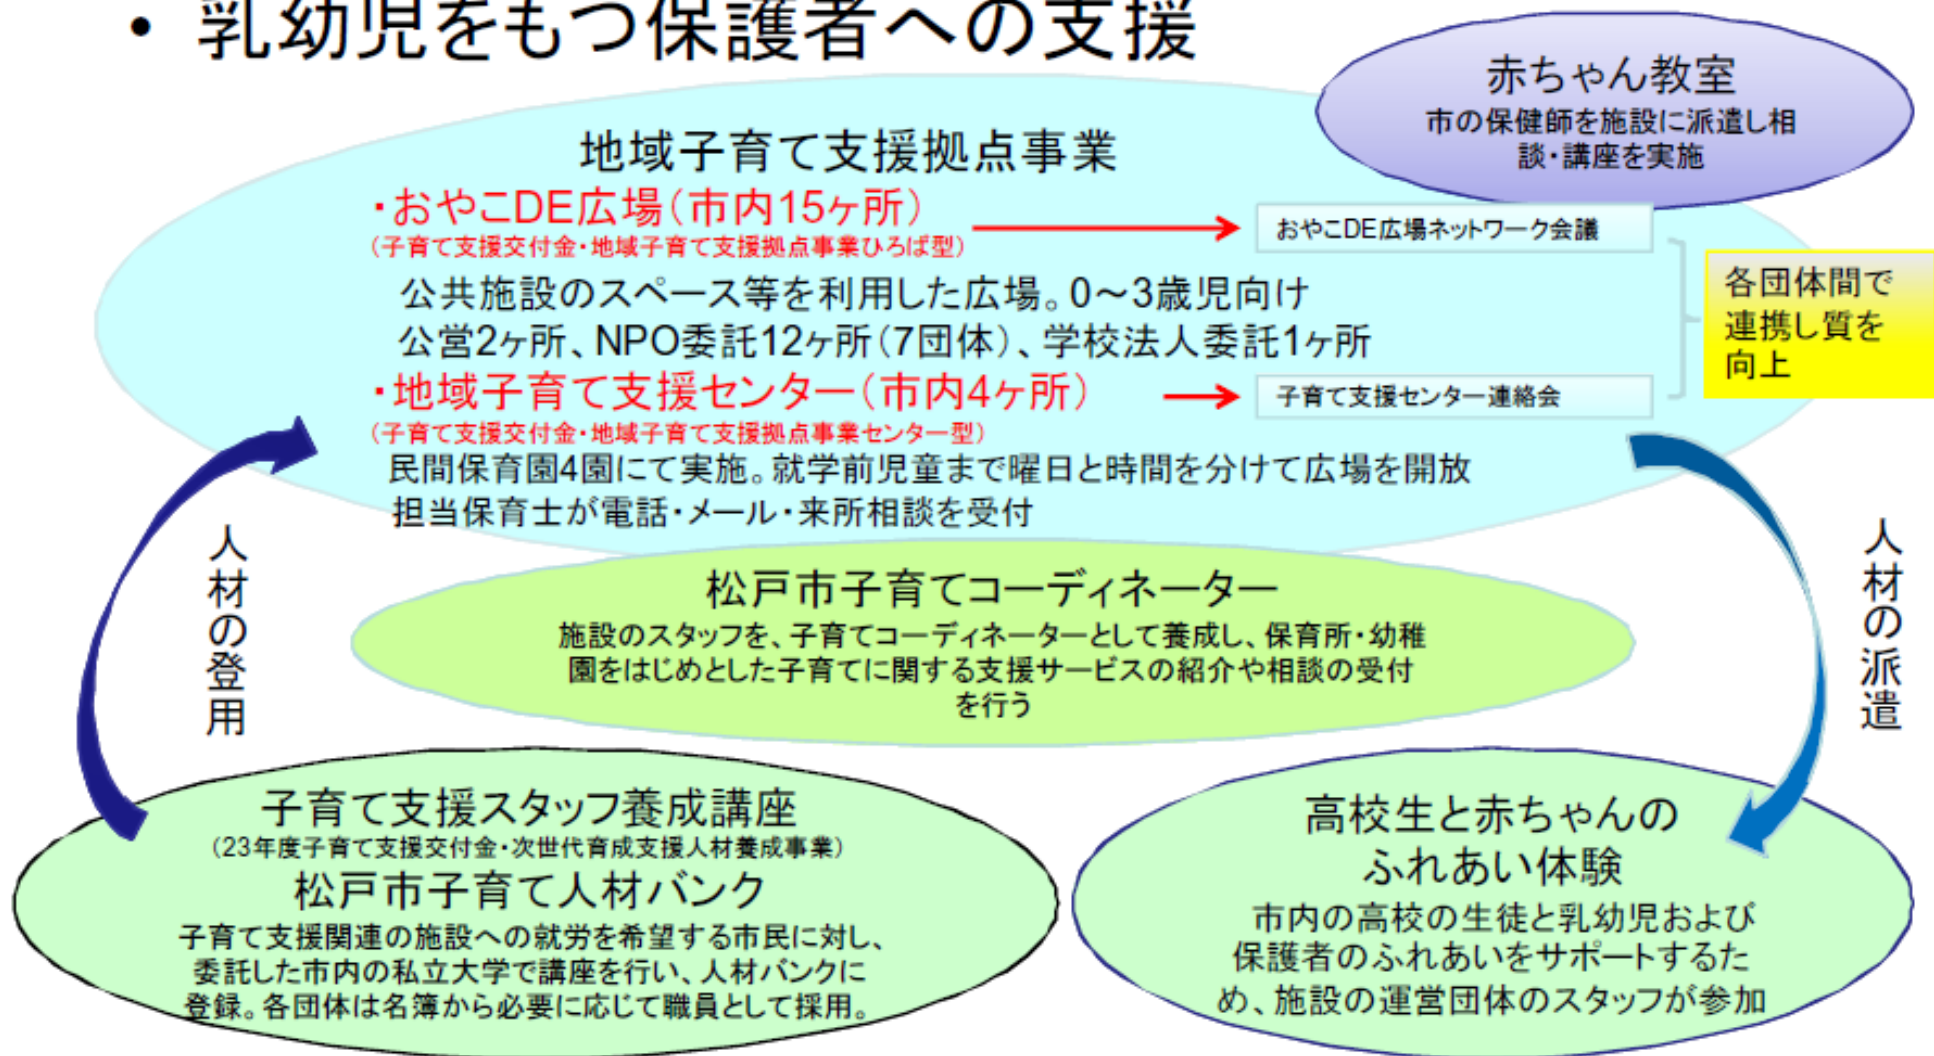 • 乳幼児をもつ保護者への支援
赤ちゃん教室
市の保健師を施設に派遣し相
談・講座を実施
地域子育て支援拠点事業
・おやこDE広場(市内15ヶ所)
(子育て支援交付金・地域子育て支援拠点事業ひろば型)
おやこDE広場ネットワーク会議
公共施設のスペース等を利用した広場。0～3歳児向け
公営2ヶ所、NPO委託12ヶ所(7団体)、学校法人委託1ヶ所
・地域子育て支援センター(市内4ヶ所)
(子育て支援交付金・地域子育て支援拠点事業センター型)
子育て支援センター連絡会
各団体間で
連携し質を
向上
民間保育園4園にて実施。就学前児童まで曜日と時間を分けて広場を開放
担当保育士が電話・メール・来所相談を受付
人材の登用
人材の派遣
松戸市子育てコーディネーター
施設のスタッフを、子育てコーディネーターとして養成し、保育所・幼稚
園をはじめとした子育てに関する支援サービスの紹介や相談の受付
を行う
子育て支援スタッフ養成講座
(23年度子育て支援交付金・次世代育成支援人材養成事業)
松戸市子育て人材バンク
子育て支援関連の施設への就労を希望する市民に対し、
委託した市内の私立大学で講座を行い、人材バンクに
登録。各団体は名簿から必要に応じて職員として採用。
高校生と赤ちゃんの
ふれあい体験
市内の高校の生徒と乳幼児および
保護者のふれあいをサポートするた
め、施設の運営団体のスタッフが参加